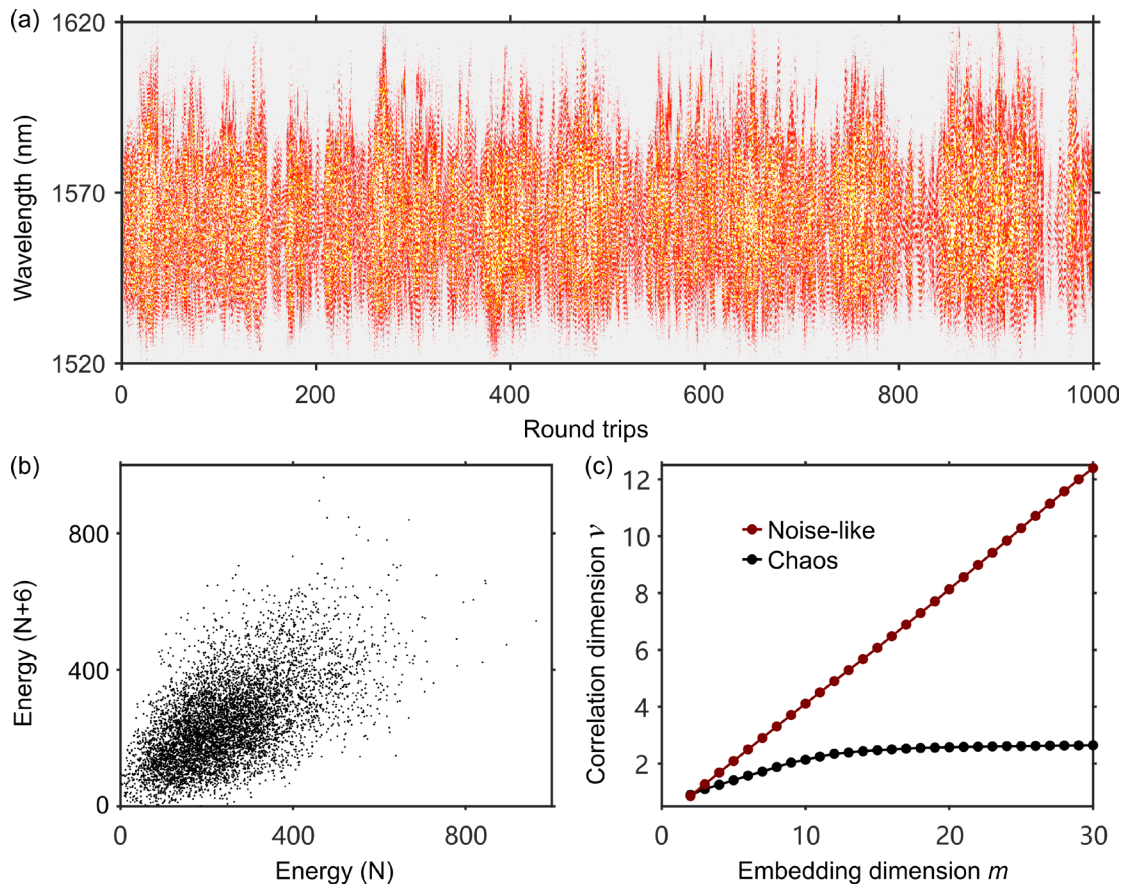 (a)
1620
1570
1520
Wavelength (nm)
0
200
400
600
800
1000
Round trips
(b)
800
400
0
Energy (N+6)
0
400
800
Energy (N)
(c)
12
10
8
6
4
2
Correlation dimension ν
Noise-like
Chaos
0
10
20
30
Embedding dimension m